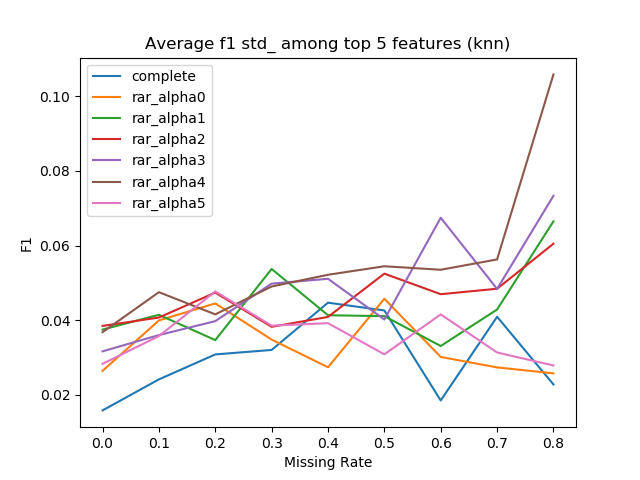 Average f1 std_ among top 5 features (knn)
complete
rar_alpha0
rar_alpha1
rar_alpha2
rar_alpha3
rar_alpha4
rar_alpha5
F1
0.10
0.08
0.06
0.04
0.02
0.0 0.1 0.2 0.3 0.4 0.5 0.6 0.7 0.8
Missing Rate